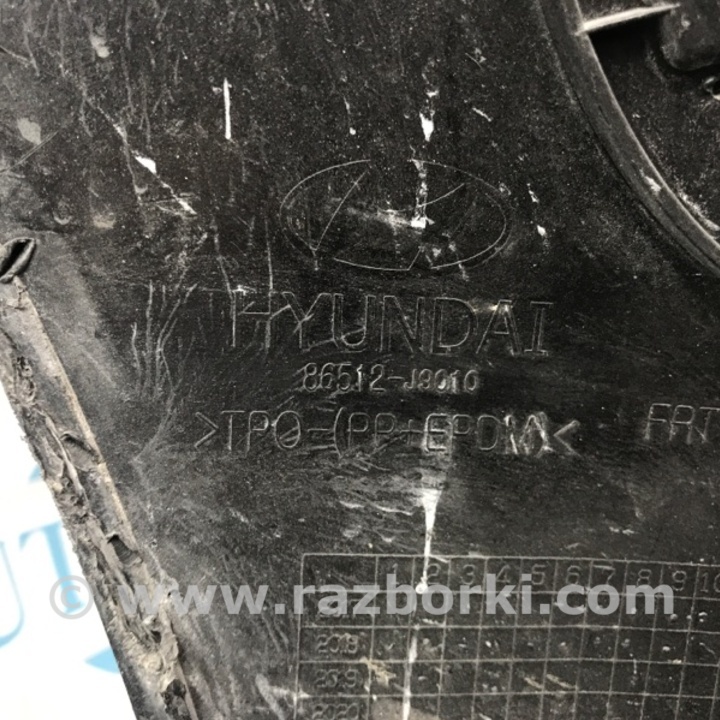 HYUNDAI
86512-J9010
>TPO-(PP+EPDM)<
FRT
1 2 3 4 5 6 7 8 9 10
© www.razborki.com
2018
2019
2020